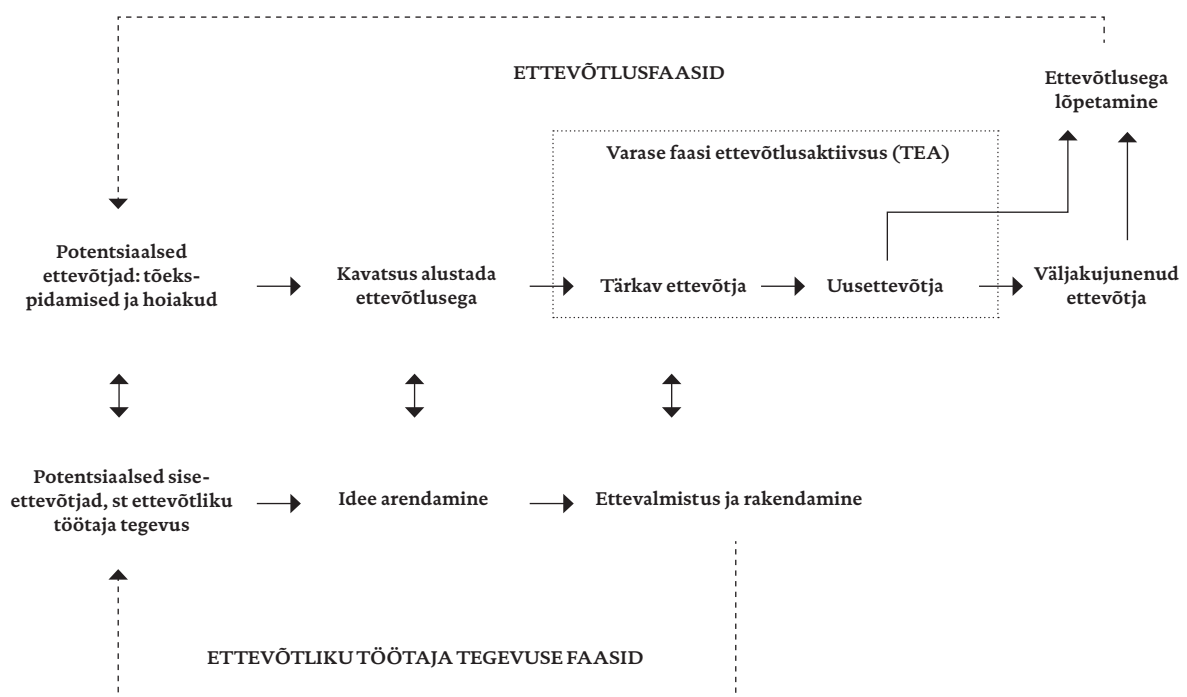 ETTEVÕTLUSFAASID
Ettevõtlusega
lõpetamine
Varase faasi ettevõtlusaktiivsus (TEA)
Potentsiaalsed
ettevõtjad: tõeks-
pidamised ja hoiakud
Kavatsus alustada
ettevõtlusega
Tärkav ettevõtja
Uusettevõtja
Väljakujunenud
ettevõtja
Potentsiaalsed sise-
ettevõtjad, st ettevõtliku
töötaja tegevus
Idee arendamine
Ettevalmistus ja rakendamine
ETTEVÕTLIKU TÖÖTAJA TEGEVUSE FAASID